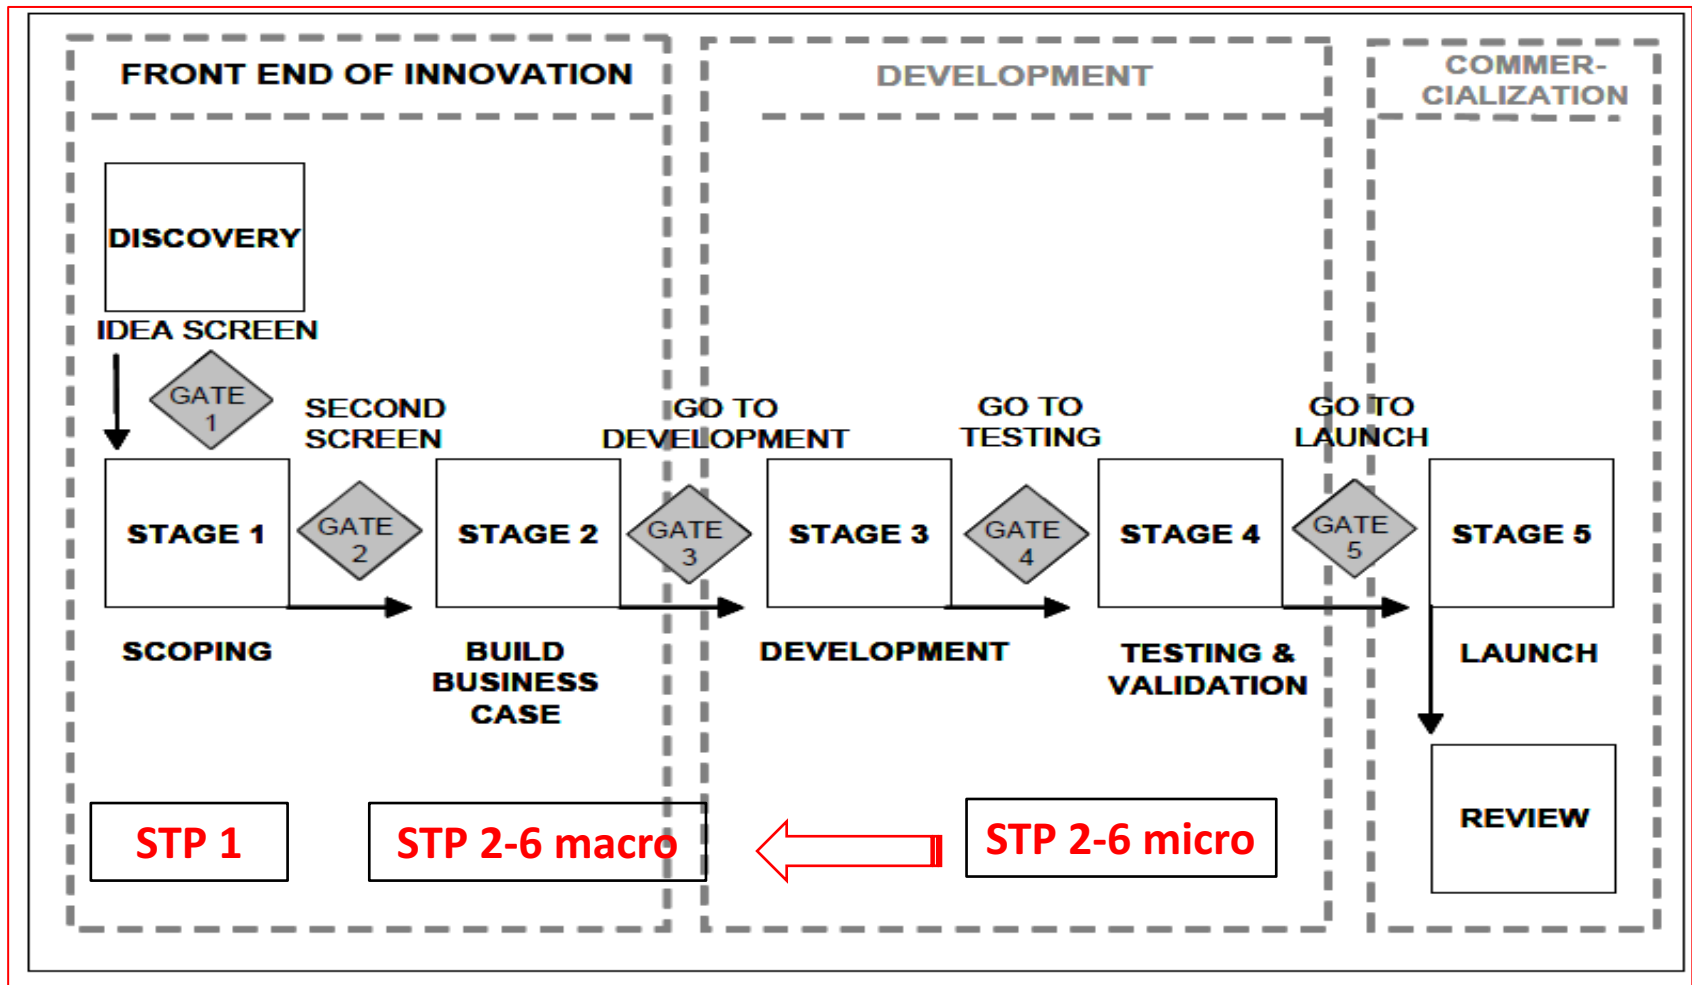 FRONT END OF INNOVATION
DEVELOPMENT
COMMER-
CIALIZATION
DISCOVERY
IDEA SCREEN
GATE
1
SECOND
SCREEN
GO TO
DEVELOPMENT
GO TO
TESTING
GO TO
LAUNCH
STAGE 1
GATE
2
STAGE 2
GATE
3
STAGE 3
GATE
4
STAGE 4
GATE
5
STAGE 5
SCOPING
BUILD
BUSINESS
CASE
DEVELOPMENT
TESTING &
VALIDATION
LAUNCH
REVIEW
STP 1
STP 2-6 macro
STP 2-6 micro